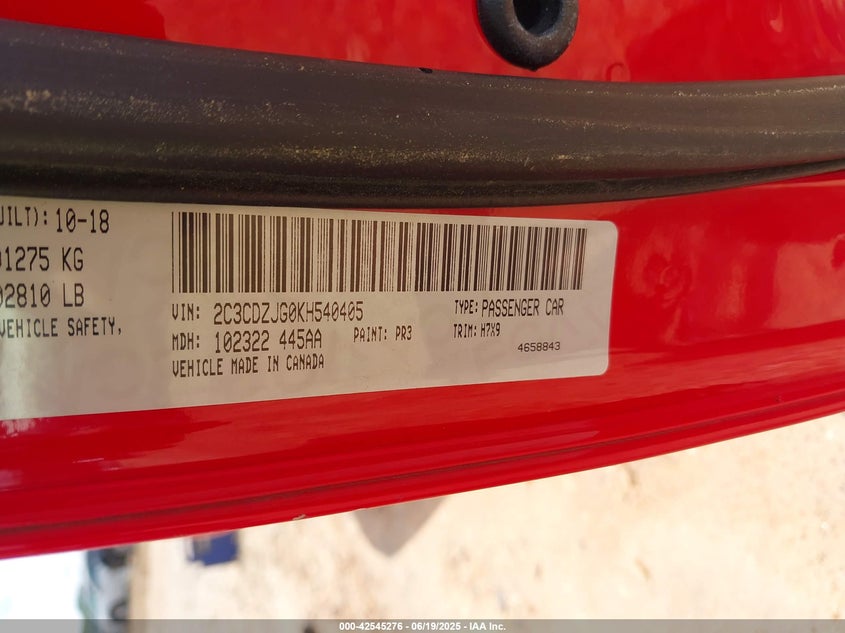 UILT): 10-18
1275 KG
2810 LB
VEHICLE SAFETY,
VIN: 2C3CDZJG0KH540405
TYPE: PASSENGER CAR
MDH: 102322 445AA
PAINT: PR3
TRIM: H7X9
VEHICLE MADE IN CANADA
4658843
000-42545276 - 06/19/2025 - IAA Inc.